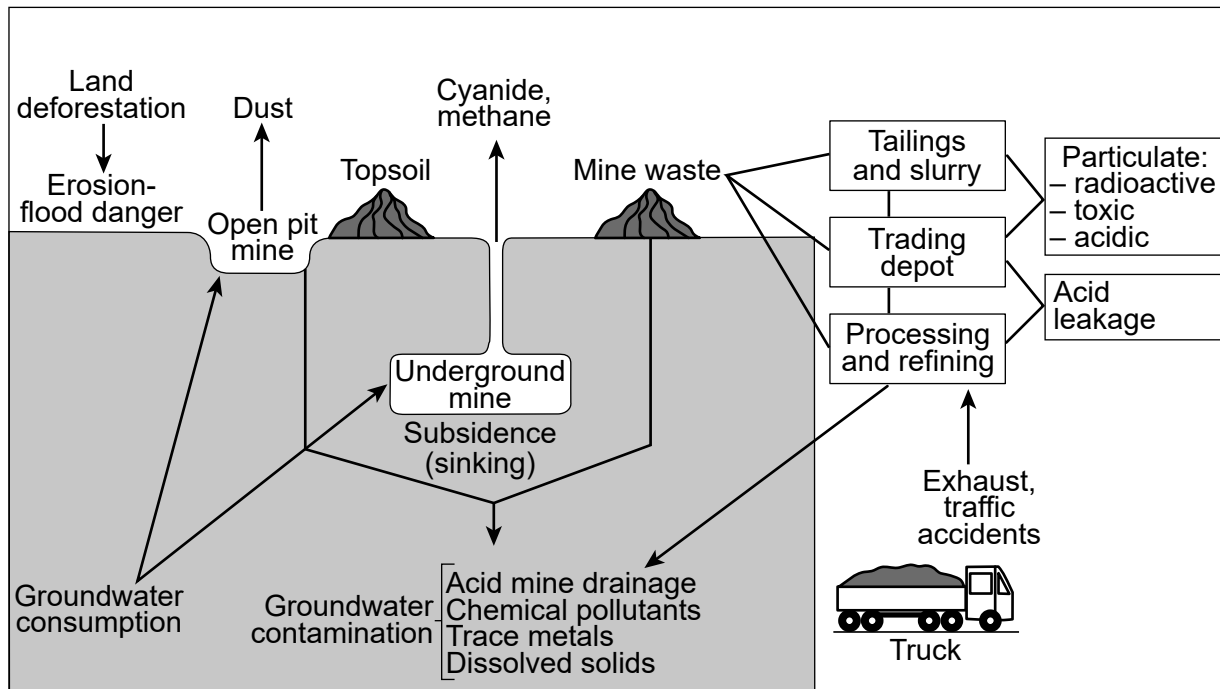 Land
deforestation
Erosion-
flood danger
Dust
Open pit
mine
Topsoil
Cyanide,
methane
Mine waste
Tailings
and slurry
Trading
depot
Processing
and refining
Particulate:
– radioactive
– toxic
– acidic
Acid
leakage
Underground
mine
Subsidence
(sinking)
Exhaust,
traffic
accidents
Groundwater
consumption
Groundwater
contamination
Acid mine drainage
Chemical pollutants
Trace metals
Dissolved solids
Truck